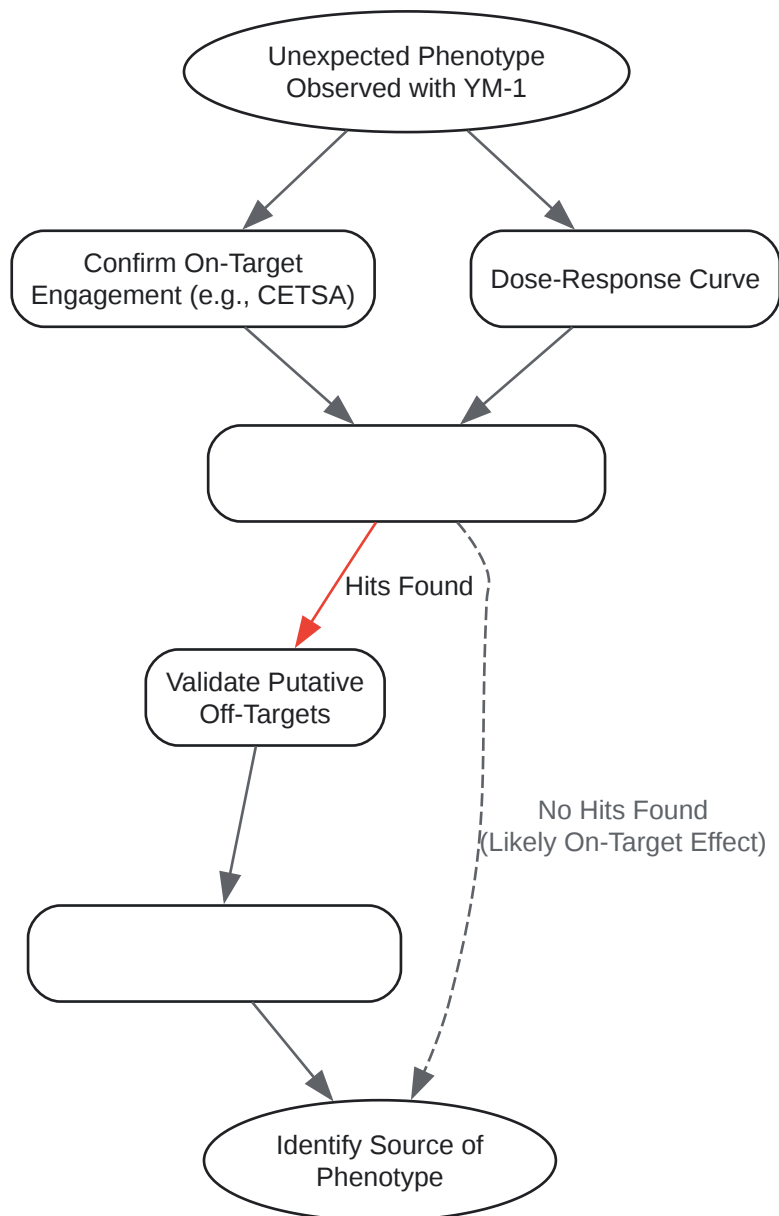 Unexpected Phenotype
Observed with YM-1
Confirm On-Target
Engagement (e.g., CETSA)
Dose-Response Curve
Hits Found
Validate Putative
Off-Targets
No Hits Found
(Likely On-Target Effect)
Identify Source of
Phenotype